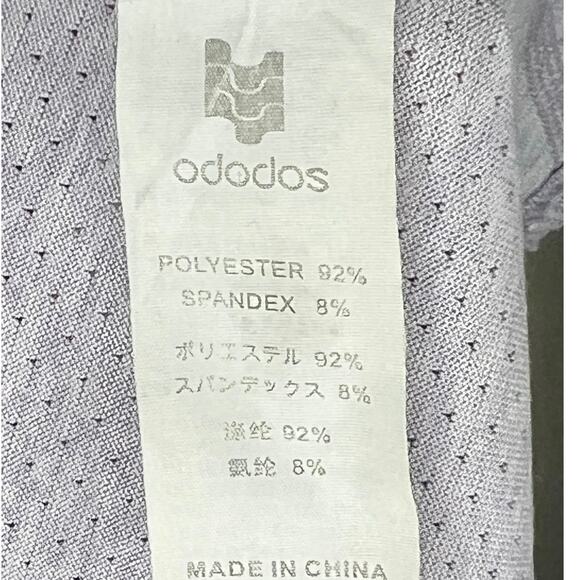 ododos
POLYESTER 92%
SPANDEX 8%
ポリエステル 92%
スパンデックス 8%
涤纶 92%
氨纶 8%
MADE IN CHINA